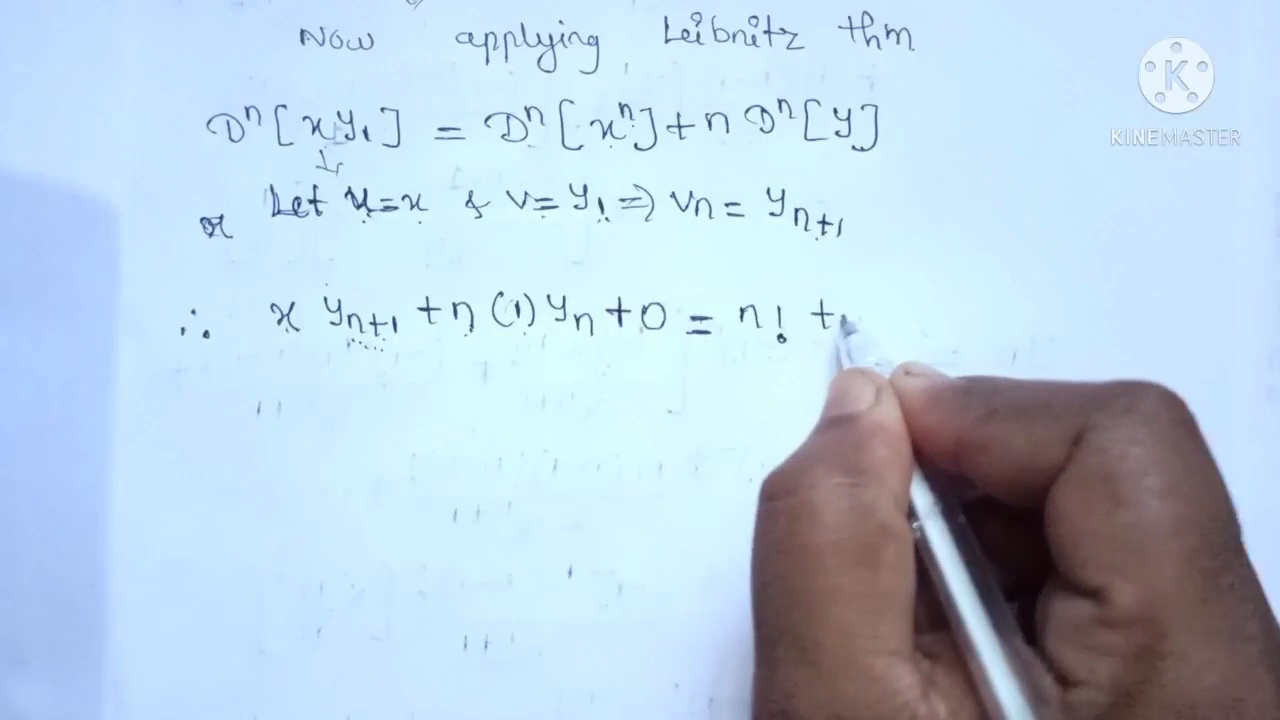 Now applying Leibnitz thm
K
KINEMASTER
Dⁿ[xy₁] = Dⁿ[xⁿ] + n Dⁿ[y]
Let u=x & v=y₁ ⇒ vn = yn+1
∴ x yn+1 + n (1) yn + 0 = n! +